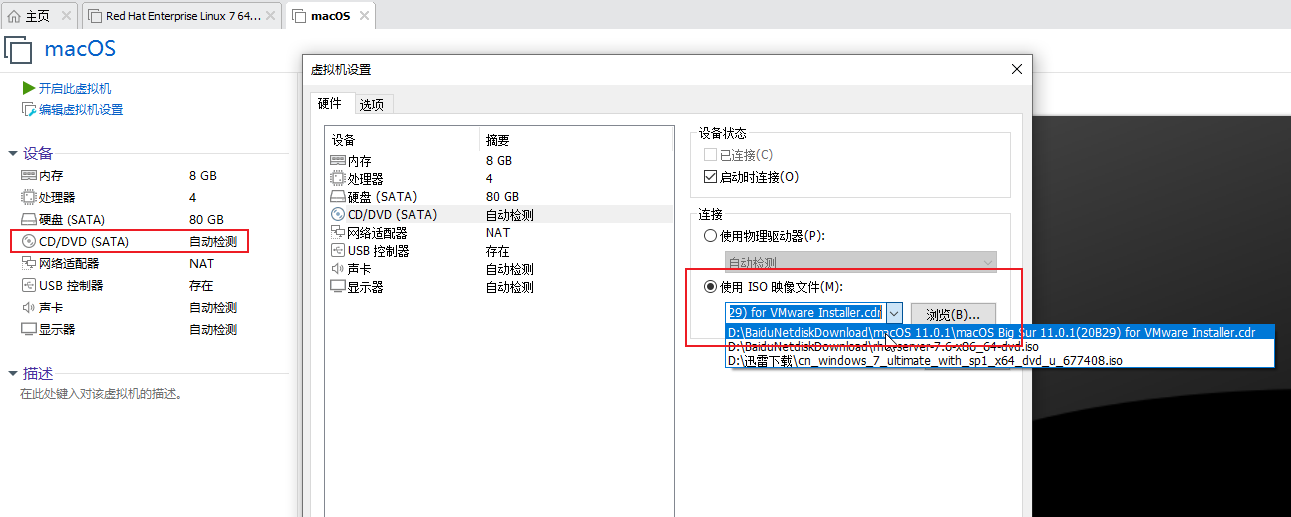 主页
Red Hat Enterprise Linux 7 64...
macOS
macOS
开启此虚拟机
编辑虚拟机设置
设备
内存 8 GB
处理器 4
硬盘 (SATA) 80 GB
CD/DVD (SATA) 自动检测
网络适配器 NAT
USB 控制器 存在
声卡 自动检测
显示器 自动检测
描述
在此处键入对该虚拟机的描述。
虚拟机设置
硬件 选项
设备 摘要
内存 8 GB
处理器 4
硬盘 (SATA) 80 GB
CD/DVD (SATA) 自动检测
网络适配器 NAT
USB 控制器 存在
声卡 自动检测
显示器 自动检测
设备状态
已连接(C)
启动时连接(O)
连接
使用物理驱动器(P):
自动检测
使用 ISO 映像文件(M):
29) for VMware Installer.cdr 浏览(B)...
D:\BaiduNetdiskDownload\macOS 11.0.1\macOS Big Sur 11.0.1(20B29) for VMware Installer.cdr
D:\BaiduNetdiskDownload\rhel-server-7.6-x86_64-dvd.iso
D:\迅雷下载\cn_windows_7_ultimate_with_sp1_x64_dvd_u_677408.iso